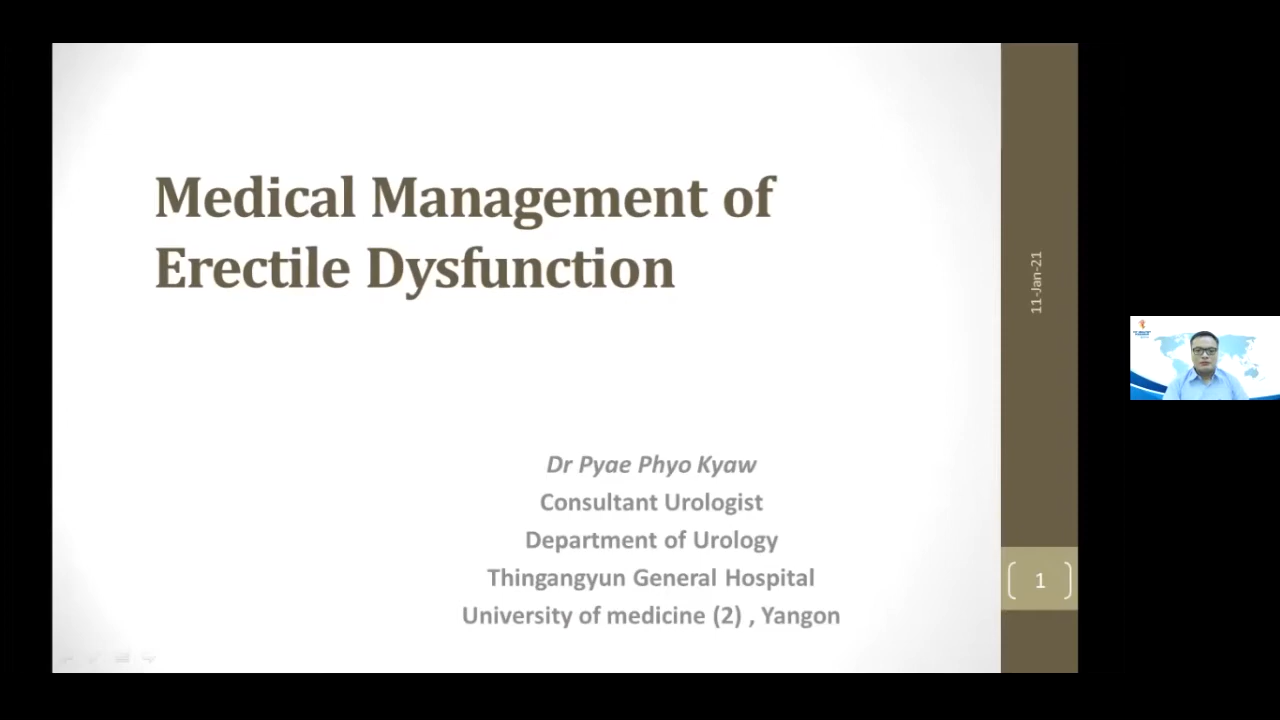 Medical Management of
Erectile Dysfunction
Dr Pyae Phyo Kyaw
Consultant Urologist
Department of Urology
Thingangyun General Hospital
University of medicine (2) , Yangon
11-Jan-21
1